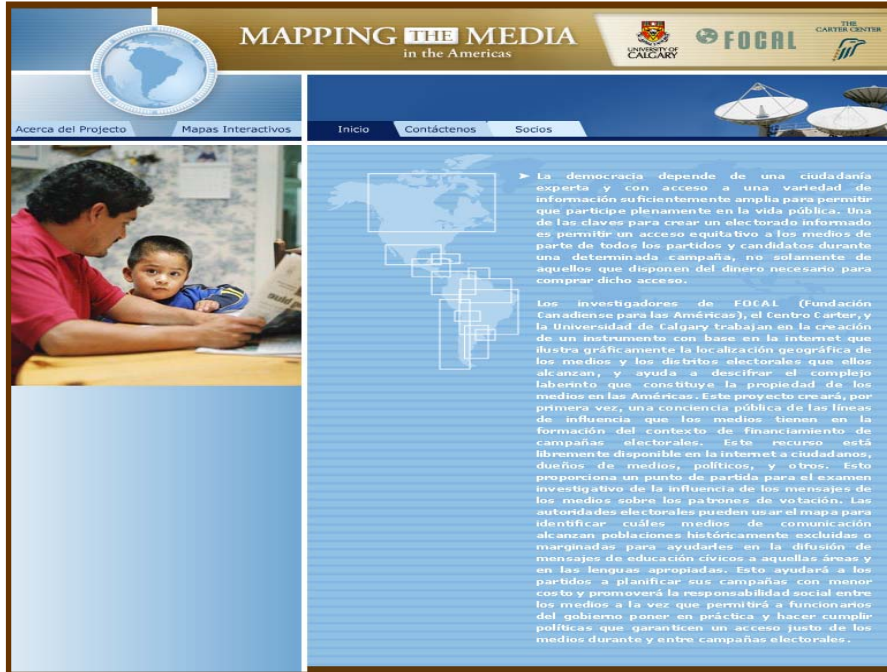 MAPPING THE MEDIA
in the Americas
UNIVERSITY OF
CALGARY
FOCAL
THE
CARTER CENTER
Acerca del Projecto
Mapas Interactivos
Inicio
Contáctenos
Socios
La democracia depende de una ciudadanía
experta y con acceso a una variedad de
información suficientemente amplia para permitir
que participe plenamente en la vida pública. Una
de las claves para crear un electorado informado
es permitir un acceso equitativo a los medios de
parte de todos los partidos y candidatos durante
una determinada campaña, no solamente de
aquellos que disponen del dinero necesario para
comprar dicho acceso.
Los investigadores de FOCAL (Fundación
Canadiense para las Américas), el Centro Carter, y
la Universidad de Calgary trabajan en la creación
de un instrumento con base en la internet que
ilustra gráficamente la localización geográfica de
los medios y los distritos electorales que ellos
alcanzan, y ayuda a descifrar el complejo
laberinto que constituye la propiedad de los
medios en las Américas. Este proyecto creará, por
primera vez, una conciencia pública de las líneas
de influencia que los medios tienen en la
formación del contexto de financiamiento de
campañas electorales. Este recurso está
libremente disponible en la internet a ciudadanos,
dueños de medios, políticos, y otros. Esto
proporciona un punto de partida para el examen
investigativo de la influencia de los mensajes de
los medios sobre los patrones de votación. Las
autoridades electorales pueden usar el mapa para
identificar cuáles medios de comunicación
alcanzan poblaciones históricamente excluidas o
marginadas para ayudarles en la difusión de
mensajes de educación cívicos a aquellas áreas y
en las lenguas apropiadas. Esto ayudará a los
partidos a planificar sus campañas con menor
costo y promoverá la responsabilidad social entre
los medios a la vez que permitirá a funcionarios
del gobierno poner en práctica y hacer cumplir
políticas que garanticen un acceso justo de los
medios durante y entre campañas electorales.